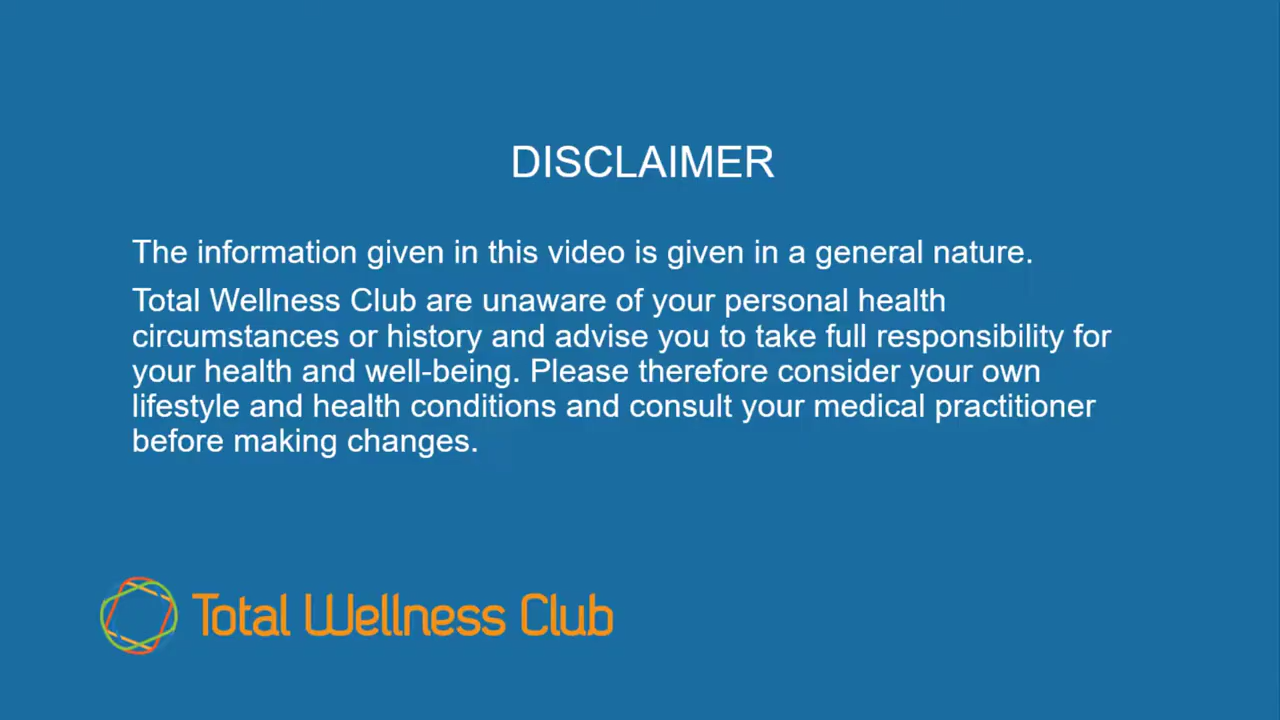 DISCLAIMER
The information given in this video is given in a general nature.
Total Wellness Club are unaware of your personal health
circumstances or history and advise you to take full responsibility for
your health and well-being. Please therefore consider your own
lifestyle and health conditions and consult your medical practitioner
before making changes.
Total Wellness Club